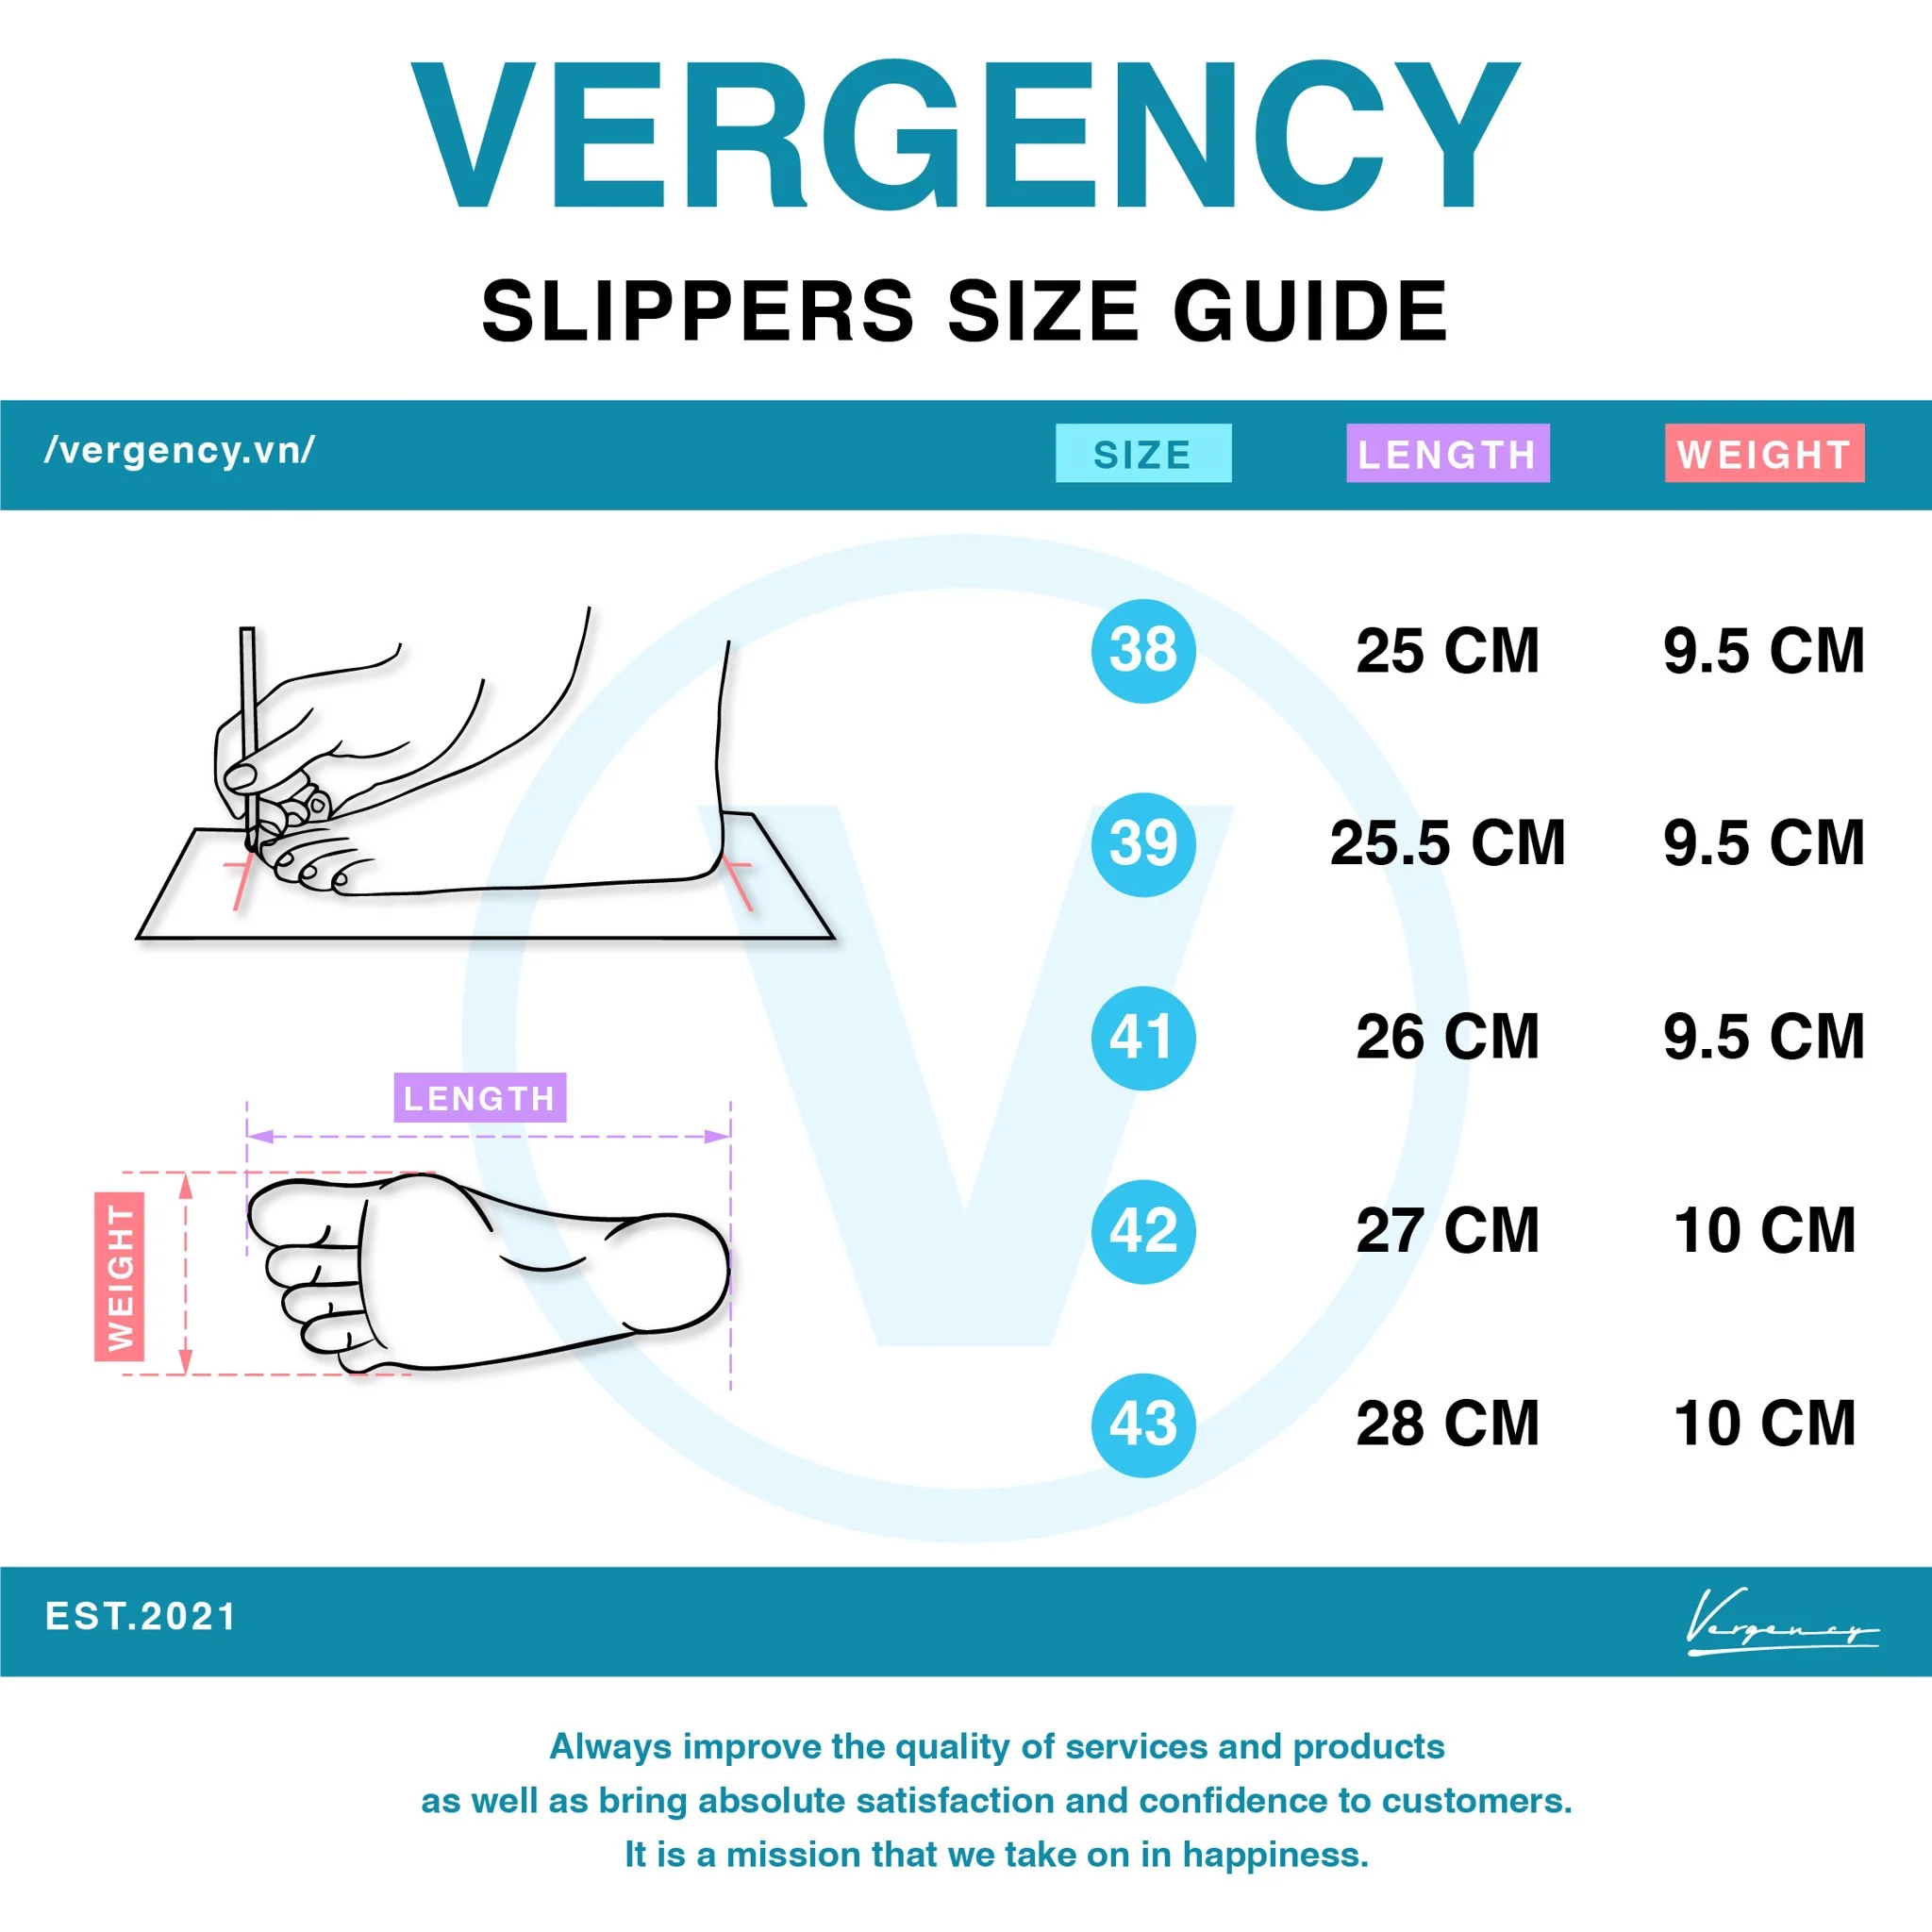 VERGENCY
SLIPPERS SIZE GUIDE
/vergency.vn/ SIZE LENGTH WEIGHT
38 25 CM 9.5 CM
39 25.5 CM 9.5 CM
41 26 CM 9.5 CM
LENGTH
WEIGHT
42 27 CM 10 CM
43 28 CM 10 CM
V
EST.2021 Vergency
Always improve the quality of services and products
as well as bring absolute satisfaction and confidence to customers.
It is a mission that we take on in happiness.